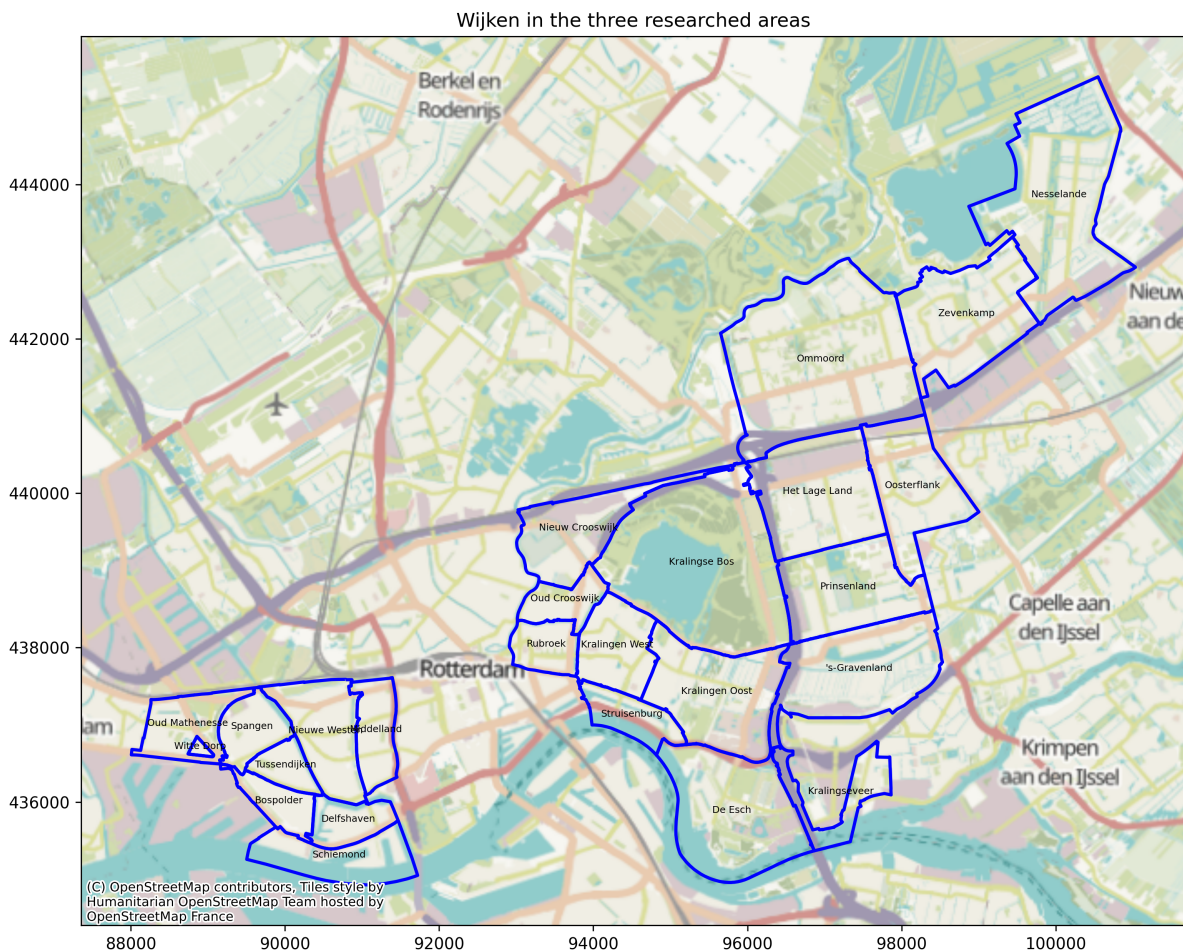 Wijken in the three researched areas
Berkel en
Rodenrijs
444000
Nesselande
Nieuw
aan de
442000
Zevenkamp
Ommoord
440000
Het Lage Land
Oosterflank
Nieuw Crooswijk
Kralingse Bos
Prinsenland
Oud Crooswijk
Capelle aan
den IJssel
438000
Rubroek
Kralingen West
Rotterdam
's-Gravenland
Kralingen Oost
Struisenburg
am
Oud Mathenesse
Spangen
Nieuwe Westen
Middelland
Witte Dorp
Krimpen
aan den IJssel
Tussendijken
436000
Bospolder
Kralingseveer
De Esch
Delfshaven
Schiemond
(C) OpenStreetMap contributors, Tiles style by
Humanitarian OpenStreetMap Team hosted by
OpenStreetMap France
88000 90000 92000 94000 96000 98000 100000